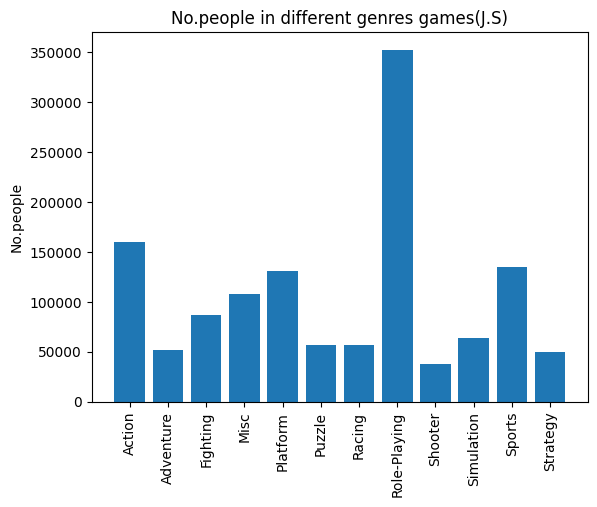 No.people in different genres games(J.S)
350000
300000
250000
200000
150000
100000
50000
0
No.people
Action
Adventure
Fighting
Misc
Platform
Puzzle
Racing
Role-Playing
Shooter
Simulation
Sports
Strategy